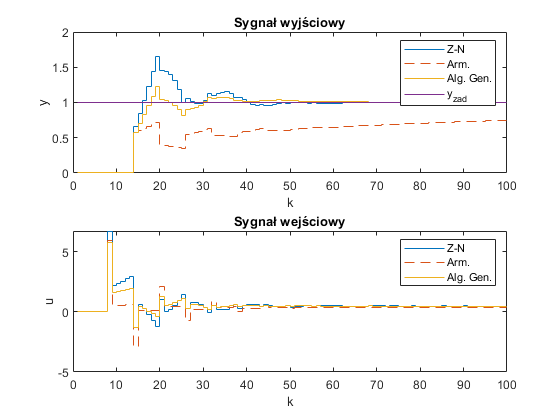 Sygnał wyjściowy
2
1.5
1
0.5
0
y
Z-N
Arm.
Alg. Gen.
y_zad
0 10 20 30 40 50 60 70 80 90 100
k
Sygnał wejściowy
5
0
-5
u
Z-N
Arm.
Alg. Gen.
0 10 20 30 40 50 60 70 80 90 100
k